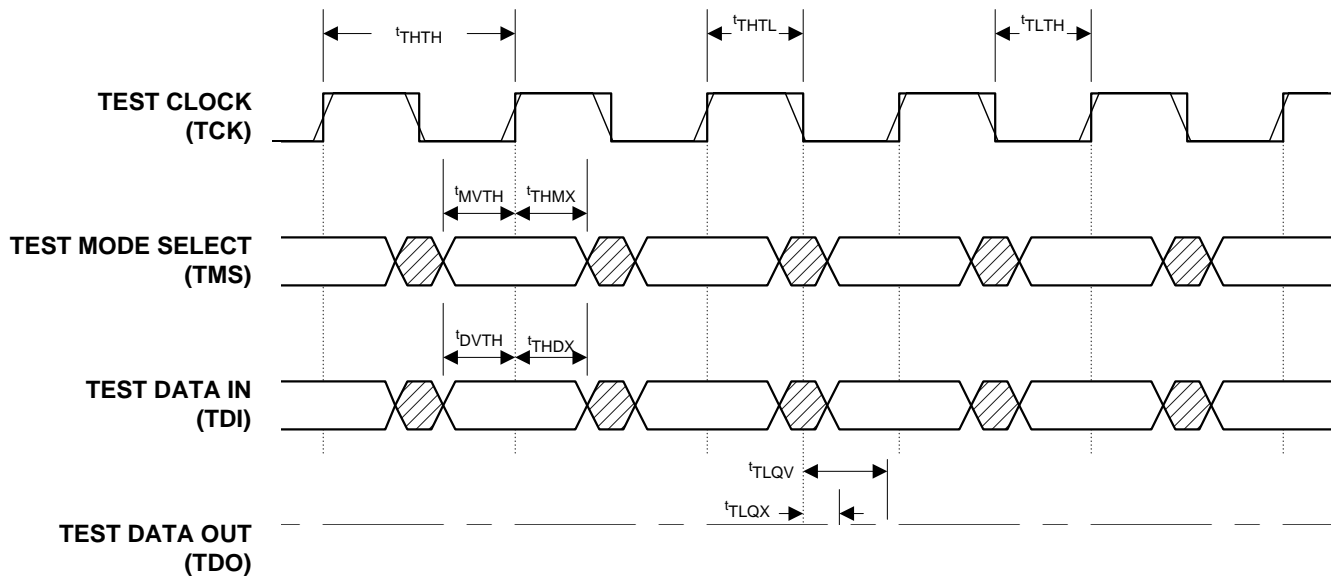 tTHTH
tTHTL
tTLTH
TEST CLOCK
(TCK)
tMVTH
tTHMX
TEST MODE SELECT
(TMS)
tDVTH
tTHDX
TEST DATA IN
(TDI)
tTLQV
tTLQX
TEST DATA OUT
(TDO)